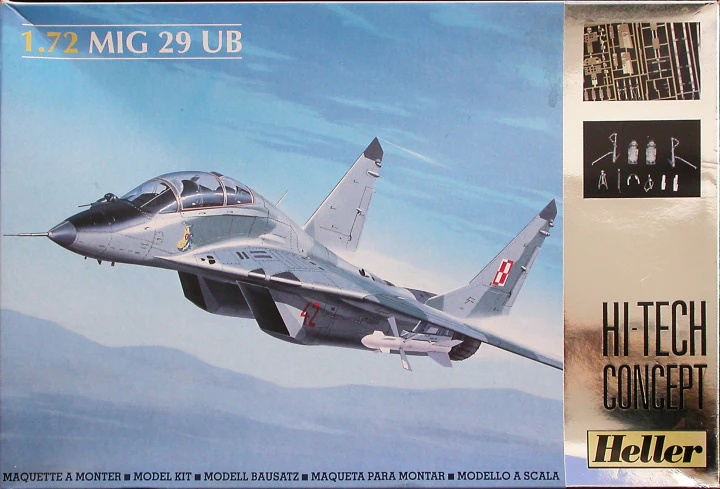 1.72 MIG 29 UB
42
HI-TECH
CONCEPT
Heller
MAQUETTE A MONTER ■ MODEL KIT ■ MODELL BAUSATZ ■ MAQUETA PARA MONTAR ■ MODELLO A SCALA